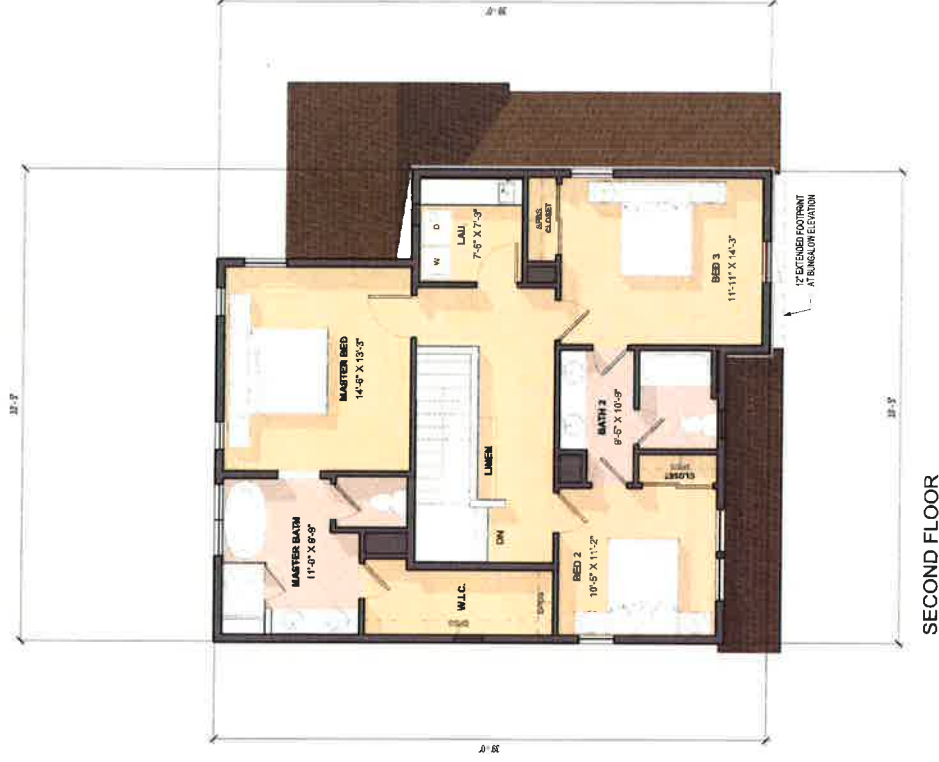 MASTER BATH
11'-0" X 9'-9"
MASTER BED
14'-6" X 13'-3"
W.I.C.
LINEN
DN
LAU
7'-6" X 7'-3"
W
D
CLOSET
BED 2
10'-5" X 11'-2"
CLOSET
BATH 2
9'-5" X 10'-9"
BED 3
11'-11" X 14'-3"
12" EXTENDED FOOTPRINT
AT BUNGALOW ELEVATION
SECOND FLOOR